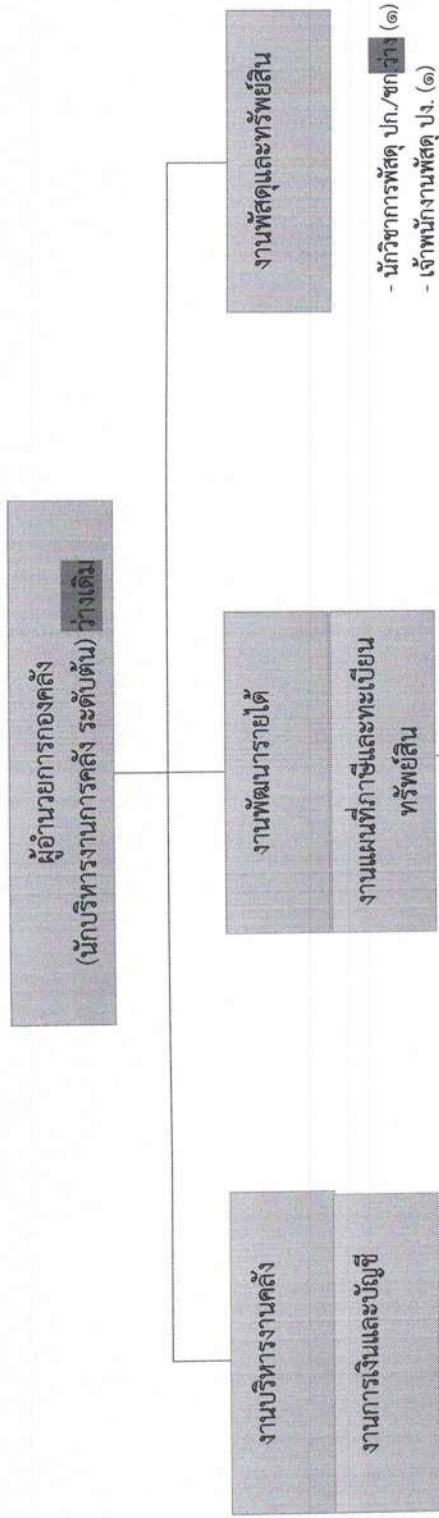 ผู้อำนวยการกองคลัง
(นักบริหารงานการคลัง ระดับต้น) ว่างเดิม
งานบริหารงานคลัง
งานการเงินและบัญชี
งานพัฒนารายได้
งานแผนที่ภาษีและทะเบียน
ทรัพย์สิน
งานพัสดุและทรัพย์สิน
- นักวิชาการพัสดุ ปก./ชก.ว่าง (๑)
- เจ้าพนักงานพัสดุ ปง. (๑)